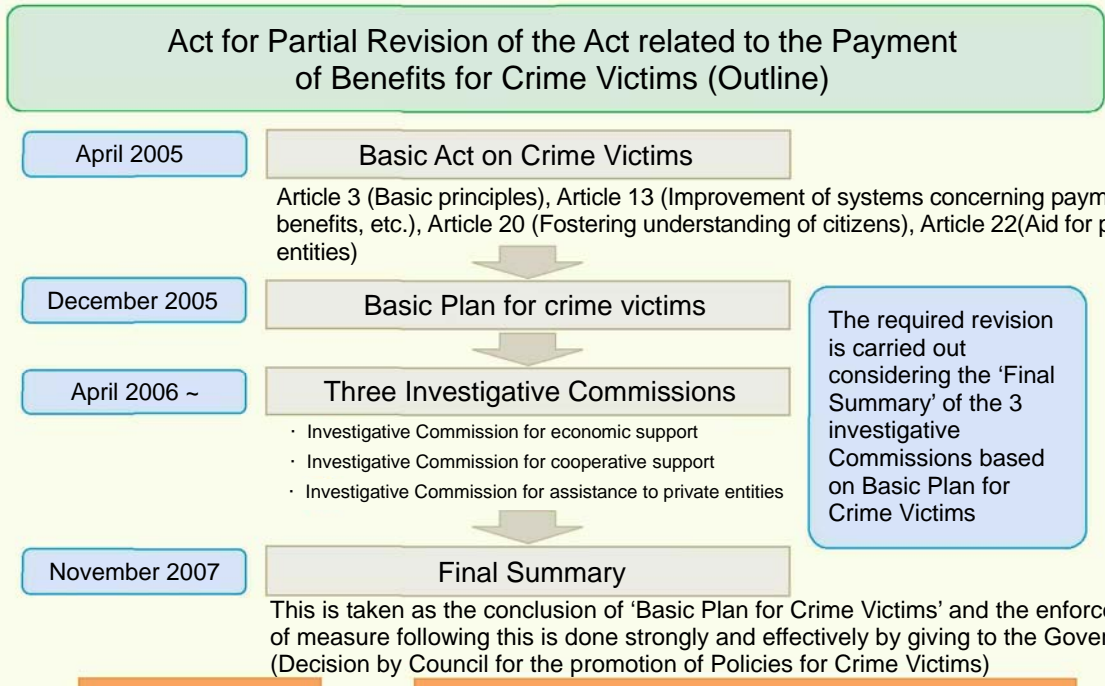 Act for Partial Revision of the Act related to the Payment
of Benefits for Crime Victims (Outline)
April 2005
Basic Act on Crime Victims
Article 3 (Basic principles), Article 13 (Improvement of systems concerning paym
benefits, etc.), Article 20 (Fostering understanding of citizens), Article 22(Aid for p
entities)
December 2005
Basic Plan for crime victims
April 2006 ~
Three Investigative Commissions
· Investigative Commission for economic support
· Investigative Commission for cooperative support
· Investigative Commission for assistance to private entities
The required revision
is carried out
considering the ‘Final
Summary’ of the 3
investigative
Commissions based
on Basic Plan for
Crime Victims
November 2007
Final Summary
This is taken as the conclusion of ‘Basic Plan for Crime Victims’ and the enforc
of measure following this is done strongly and effectively by giving to the Gover
(Decision by Council for the promotion of Policies for Crime Victims)